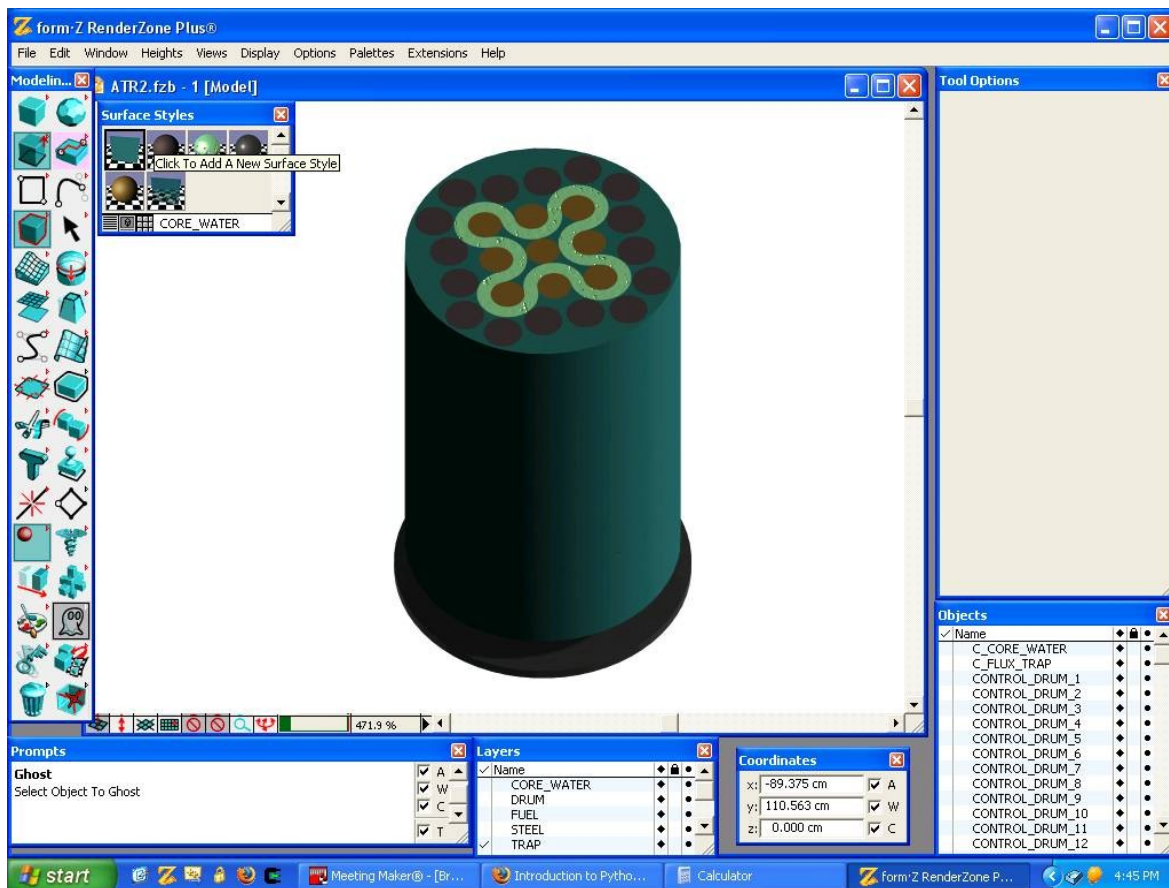 form·Z RenderZone Plus®
File Edit Window Heights Views Display Options Palettes Extensions Help
Modelin...
ATR2.fzb - 1 [Model]
Tool Options
Surface Styles
Click To Add A New Surface Style
CORE_WATER
471.9 %
Prompts
Ghost
Select Object To Ghost
A
W
C
T
Layers
Name
CORE_WATER
DRUM
FUEL
STEEL
TRAP
Coordinates
x: -89.375 cm A
y: 110.563 cm W
z: 0.000 cm C
Objects
Name
C_CORE_WATER
C_FLUX_TRAP
CONTROL_DRUM_1
CONTROL_DRUM_2
CONTROL_DRUM_3
CONTROL_DRUM_4
CONTROL_DRUM_5
CONTROL_DRUM_6
CONTROL_DRUM_7
CONTROL_DRUM_8
CONTROL_DRUM_9
CONTROL_DRUM_10
CONTROL_DRUM_11
CONTROL_DRUM_12
start Meeting Maker® - [Br... Introduction to Pytho... Calculator form·Z RenderZone P... 4:45 PM